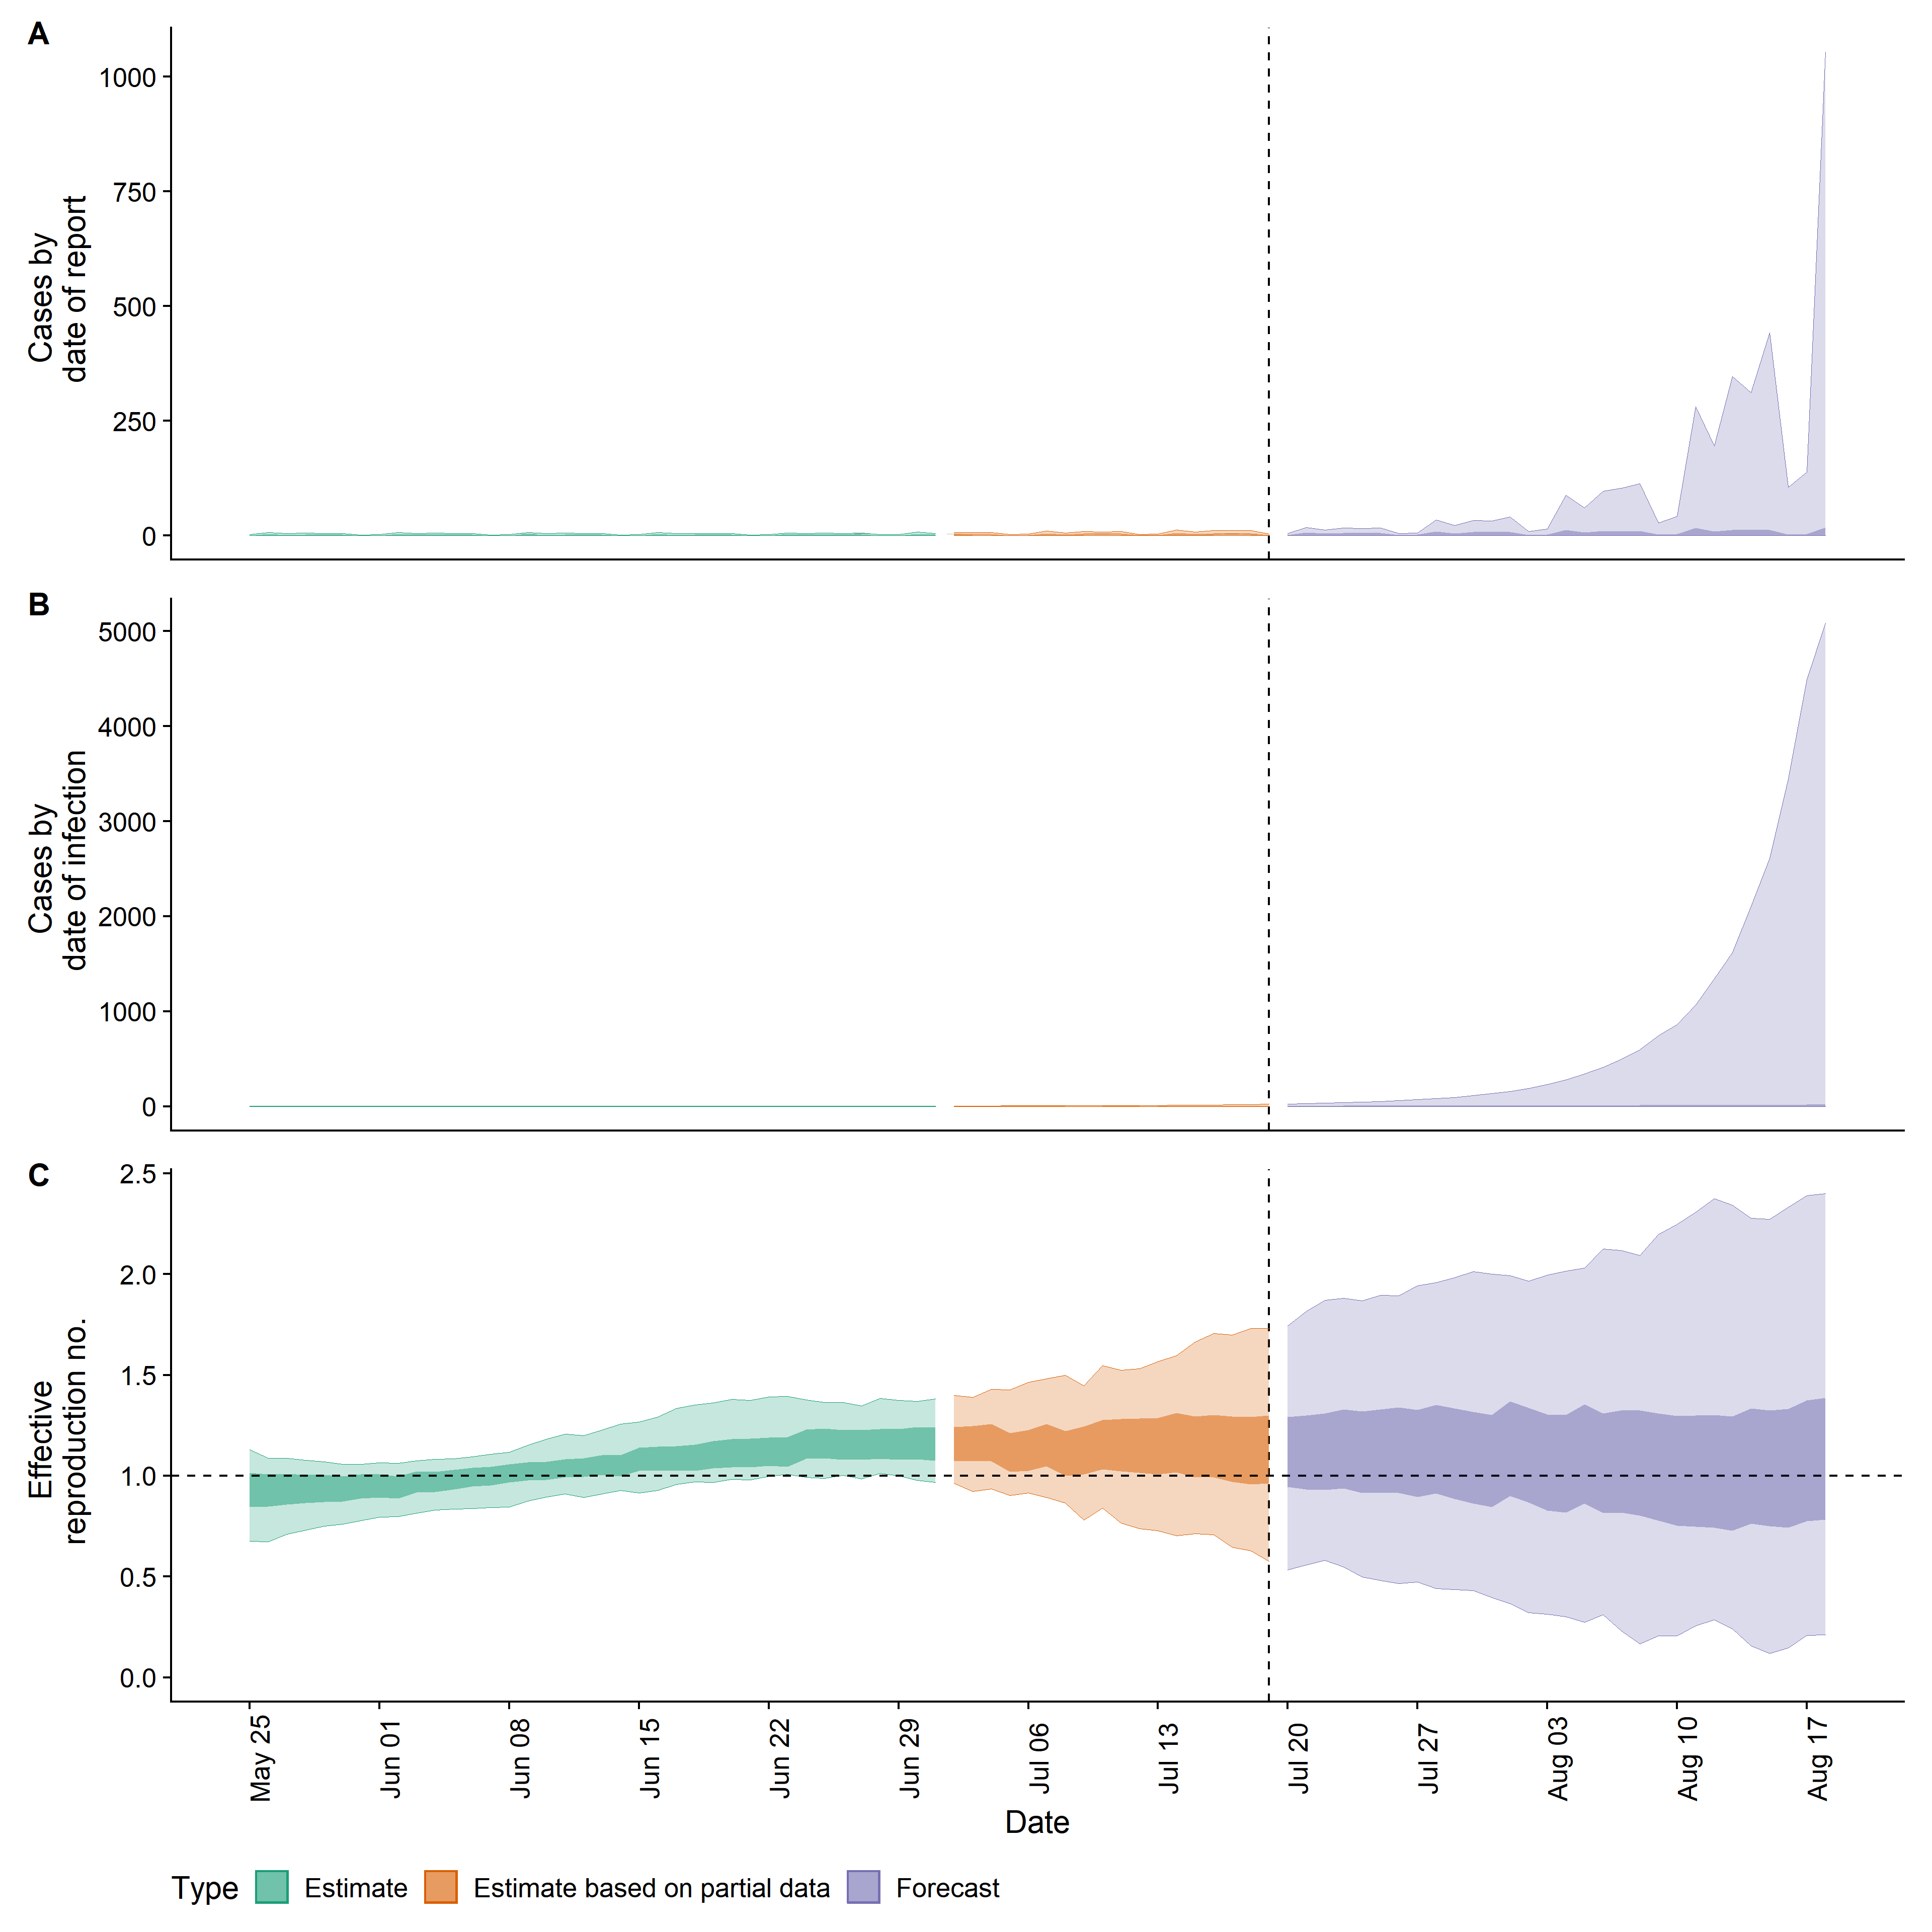 A
1000
750
500
250
0
Cases by
date of report
B
5000
4000
3000
2000
1000
0
Cases by
date of infection
C
2.5
2.0
1.5
1.0
0.5
0.0
Effective
reproduction no.
May 25
Jun 01
Jun 08
Jun 15
Jun 22
Jun 29
Jul 06
Jul 13
Jul 20
Jul 27
Aug 03
Aug 10
Aug 17
Date
Type Estimate Estimate based on partial data Forecast